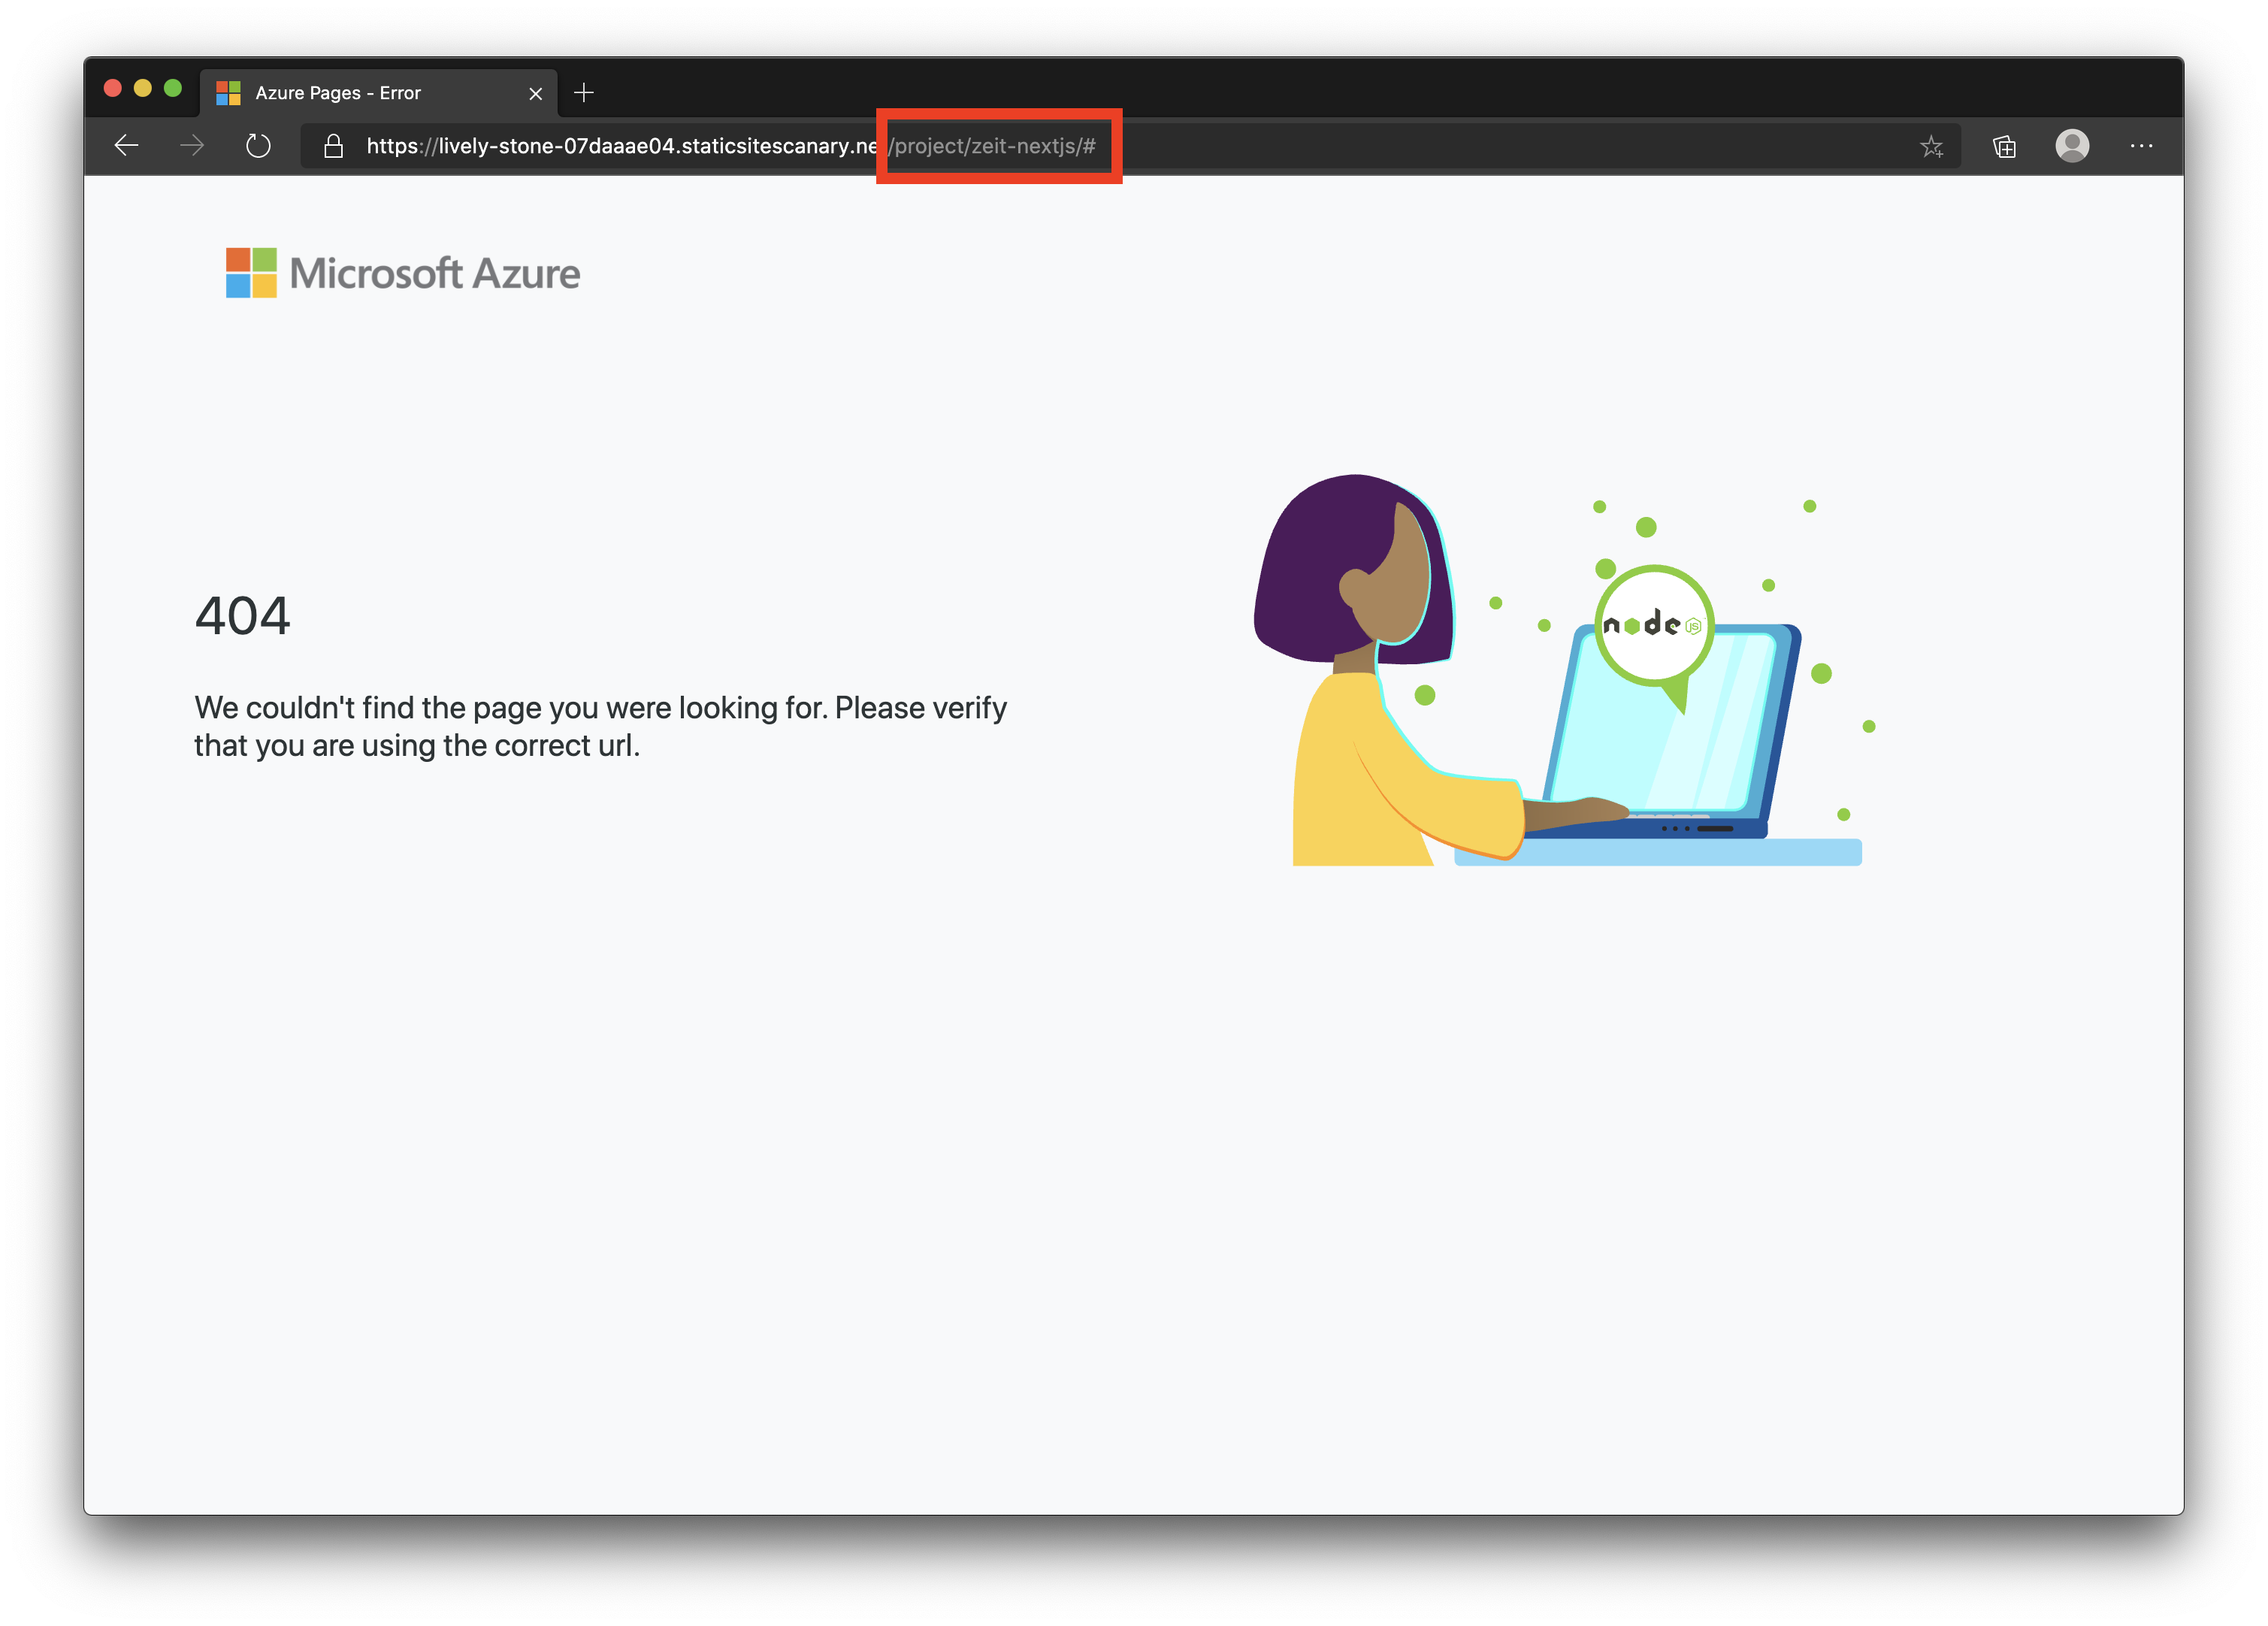 Azure Pages - Error
https://lively-stone-07daaae04.staticsitescanary.ne/project/zeit-nextjs/#
Microsoft Azure
404
We couldn't find the page you were looking for. Please verify
that you are using the correct url.
node
JS